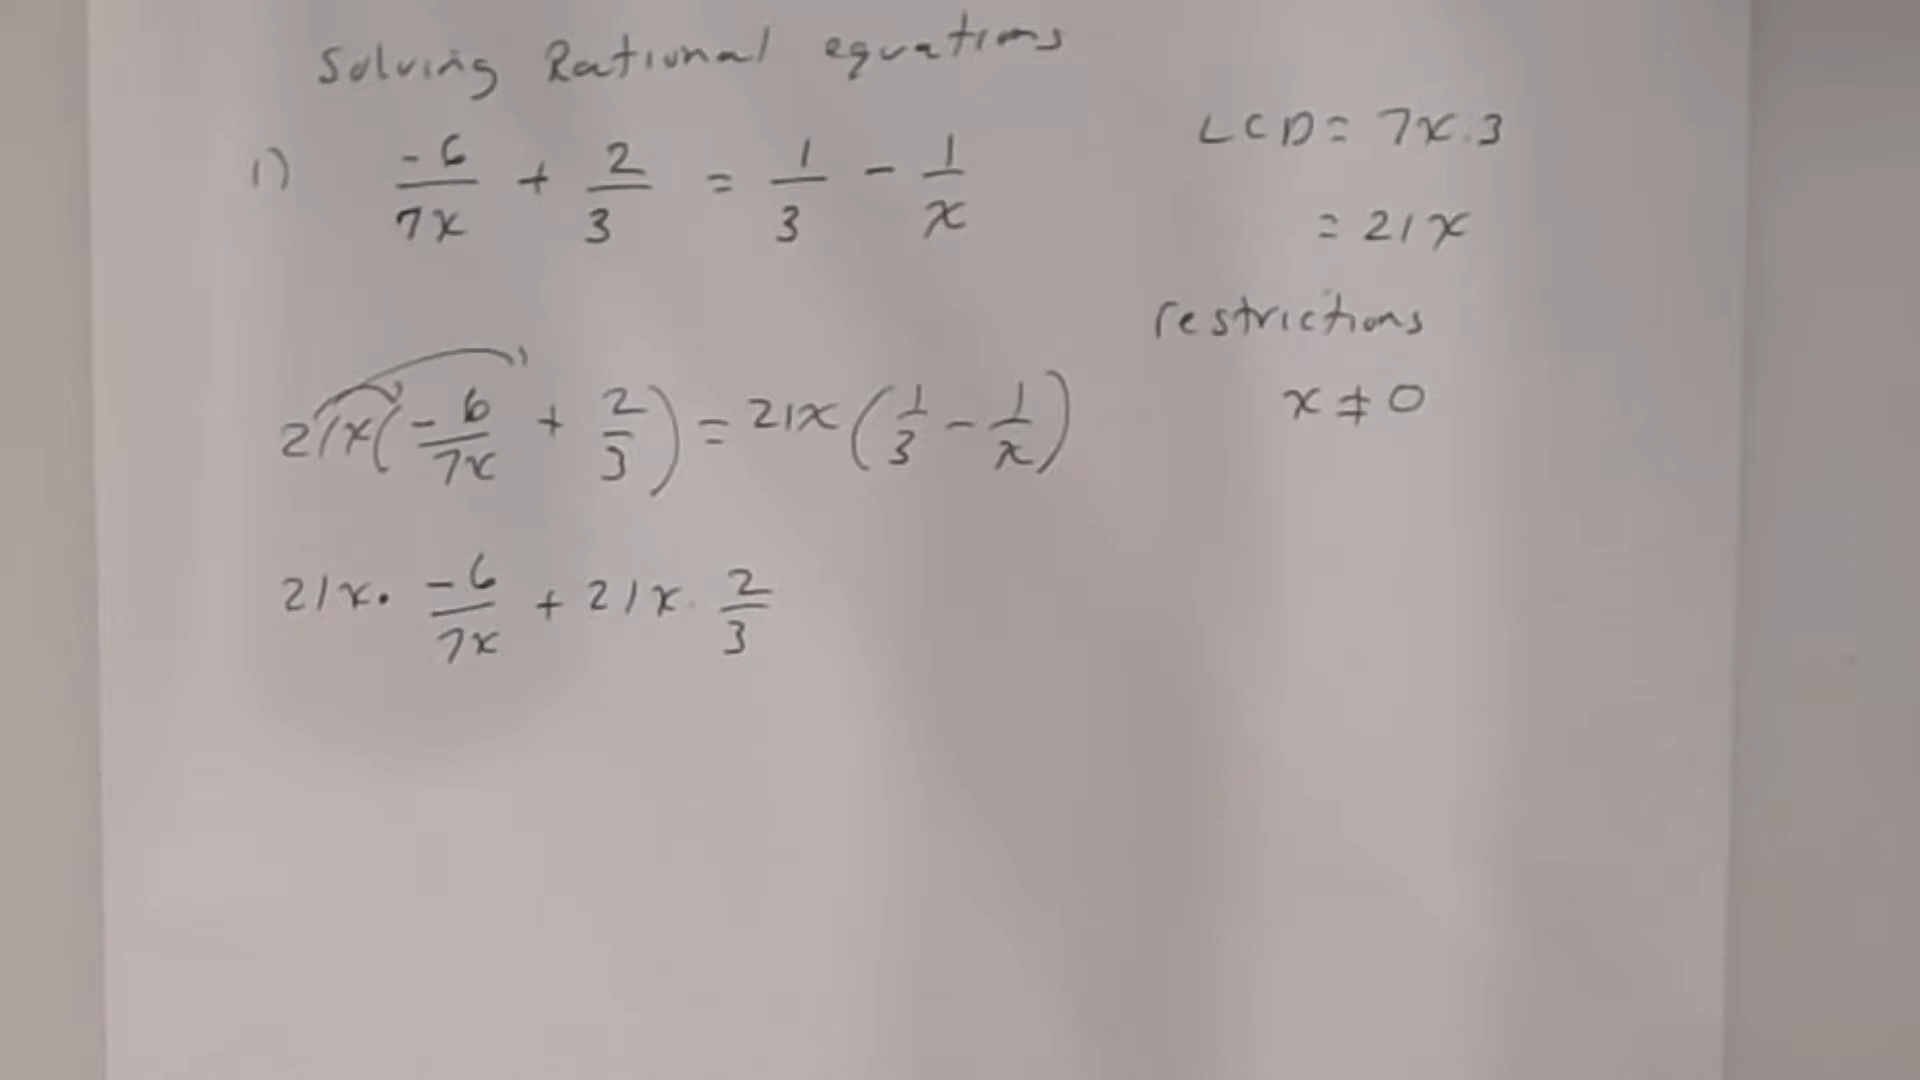 Solving Rational equations
1) -6/7x + 2/3 = 1/3 - 1/x
LCD = 7x.3
= 21x
restrictions
x ≠ 0
21x(-6/7x + 2/3) = 21x(1/3 - 1/x)
21x · -6/7x + 21x · 2/3